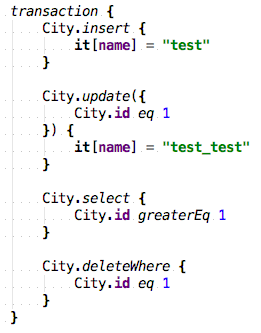 transaction {
    City.insert {
        it[name] = "test"
    }

    City.update({
        City.id eq 1
    }) {
        it[name] = "test_test"
    }

    City.select {
        City.id greaterEq 1
    }

    City.deleteWhere {
        City.id eq 1
    }
}